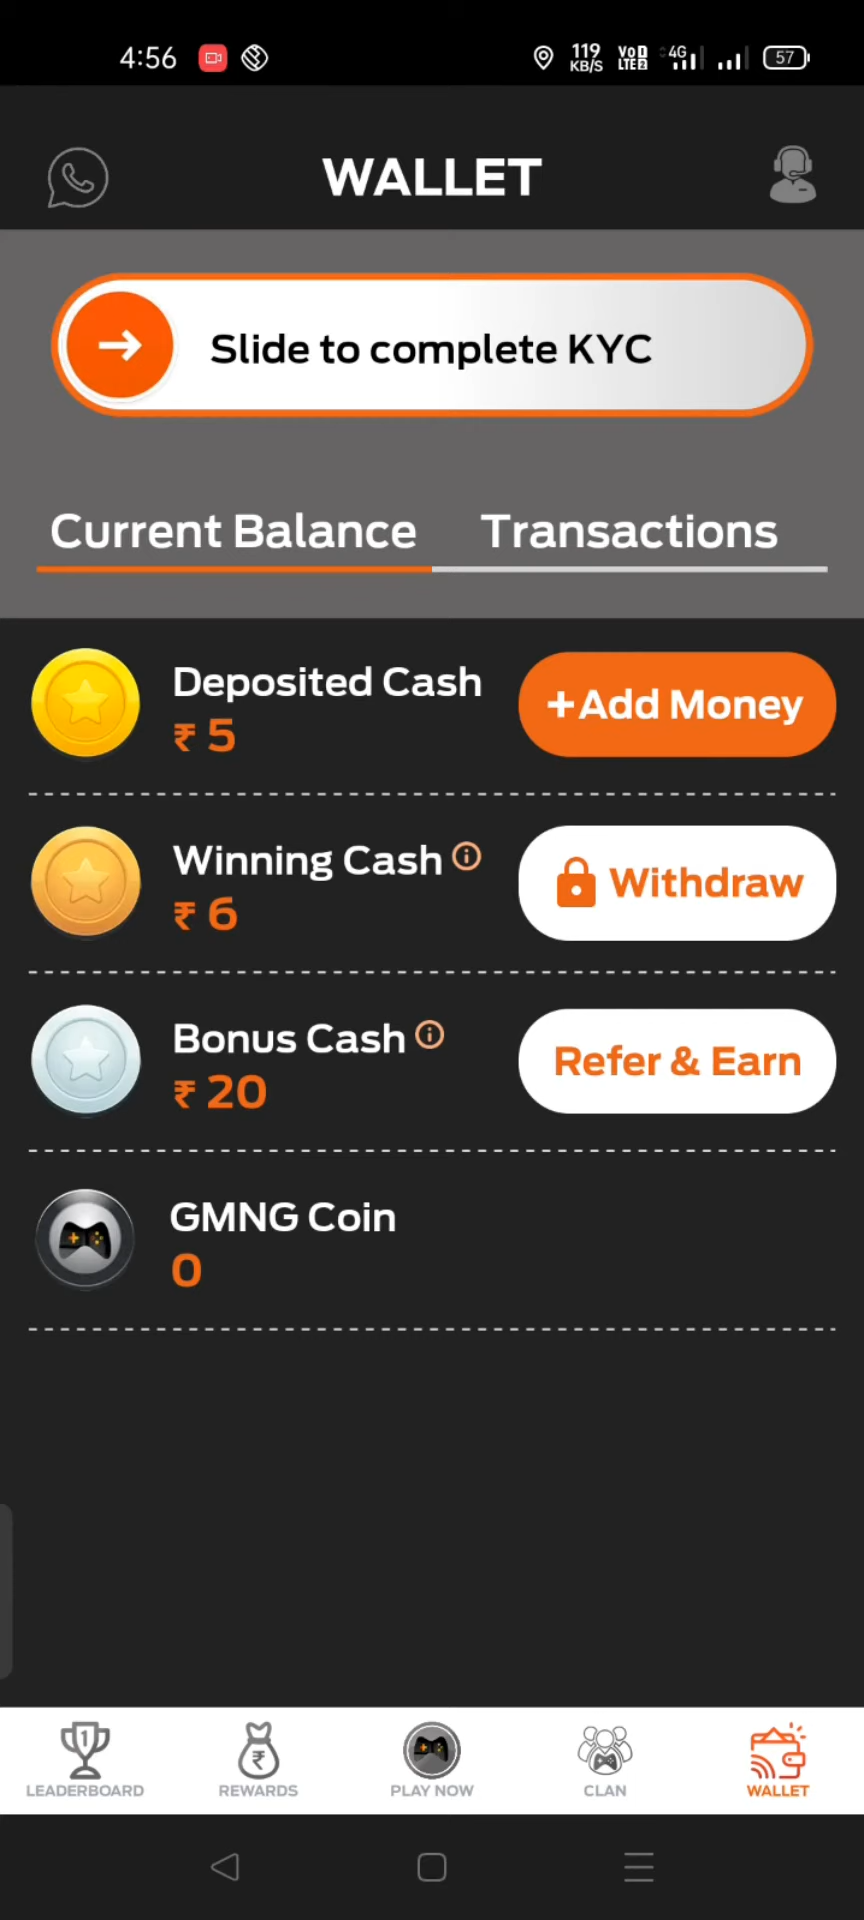 4:56
119
KB/S
VoD
LTE2
4G
57
WALLET
Slide to complete KYC
Current Balance
Transactions
Deposited Cash
₹ 5
+Add Money
Winning Cash
₹ 6
Withdraw
Bonus Cash
₹ 20
Refer & Earn
GMNG Coin
0
LEADERBOARD
REWARDS
PLAY NOW
CLAN
WALLET